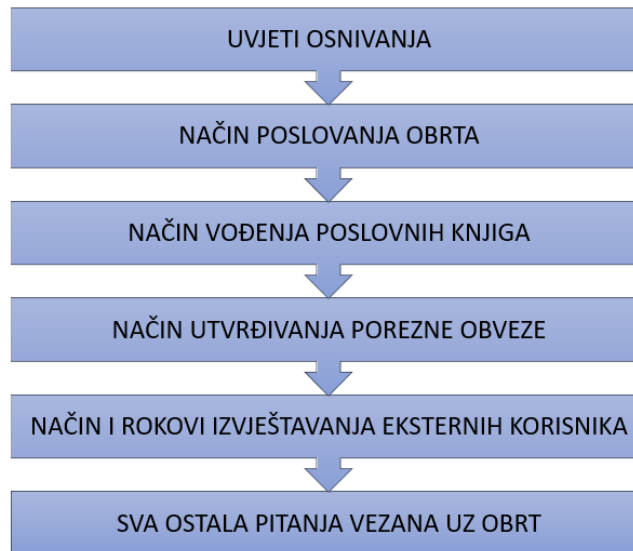 UVJETI OSNIVANJA
NAČIN POSLOVANJA OBRTA
NAČIN VOĐENJA POSLOVNIH KNJIGA
NAČIN UTVRĐIVANJA POREZNE OBVEZE
NAČIN I ROKOVI IZVJEŠTAVANJA EKSTERNIH KORISNIKA
SVA OSTALA PITANJA VEZANA UZ OBRT